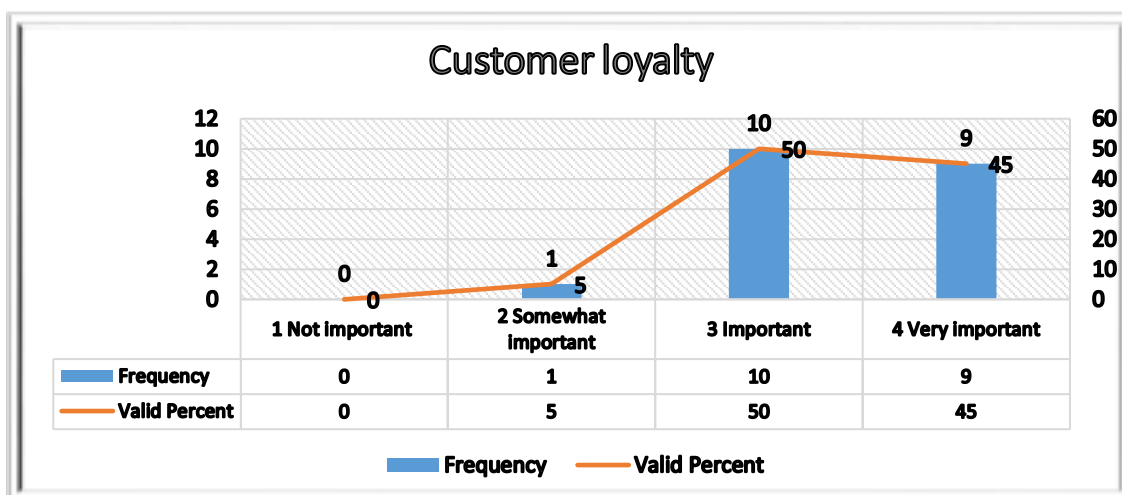 Customer loyalty
12
10
8
6
4
2
0
60
50
40
30
20
10
0
0
0
1
5
10
50
9
45
1 Not important
2 Somewhat
important
3 Important
4 Very important
Frequency 0 1 10 9
Valid Percent 0 5 50 45
Frequency Valid Percent